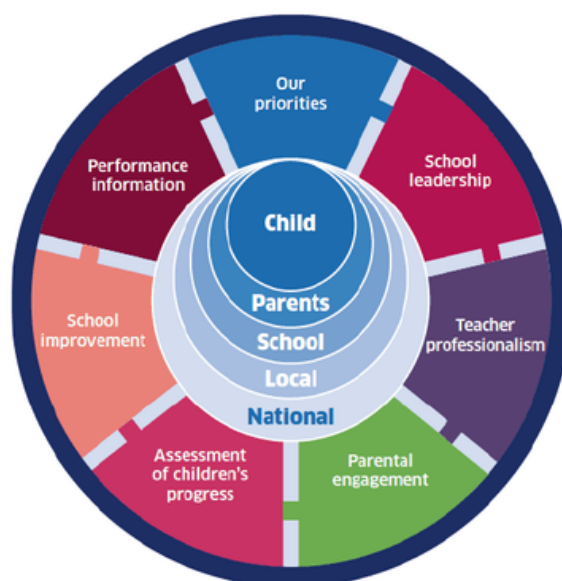 Our
priorities
School
leadership
Teacher
professionalism
Parental
engagement
Assessment
of children's
progress
School
improvement
Performance
information
Child
Parents
School
Local
National